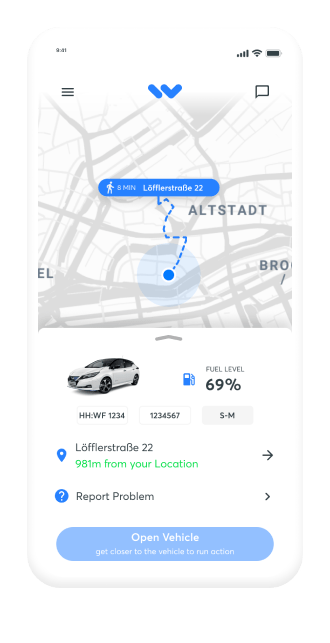 9:41
8 MIN Löfflerstraße 22
ALTSTADT
EL
BRO
FUEL LEVEL
69%
HH:WF 1234 1234567 S-M
Löfflerstraße 22
981m from your Location
Report Problem
Open Vehicle
get closer to the vehicle to run action